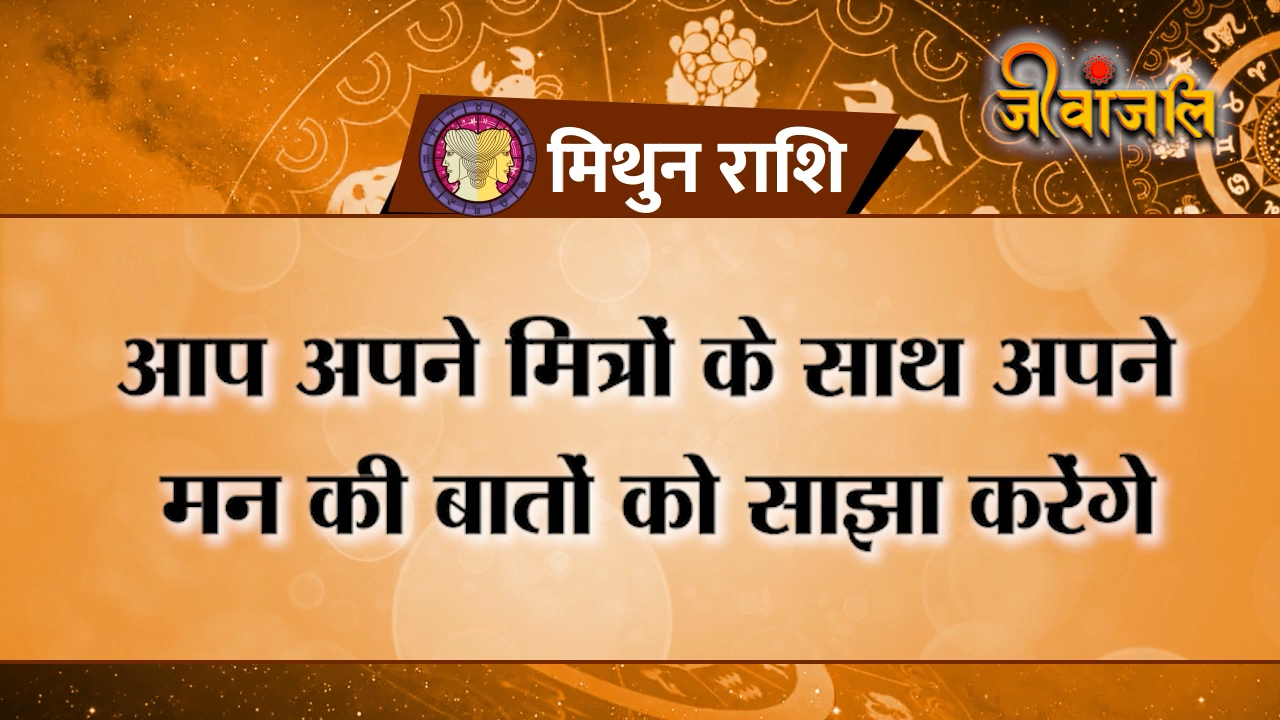 जीवांजलि
मिथुन राशि
आप अपने मित्रों के साथ अपने
मन की बातों को साझा करेंगे